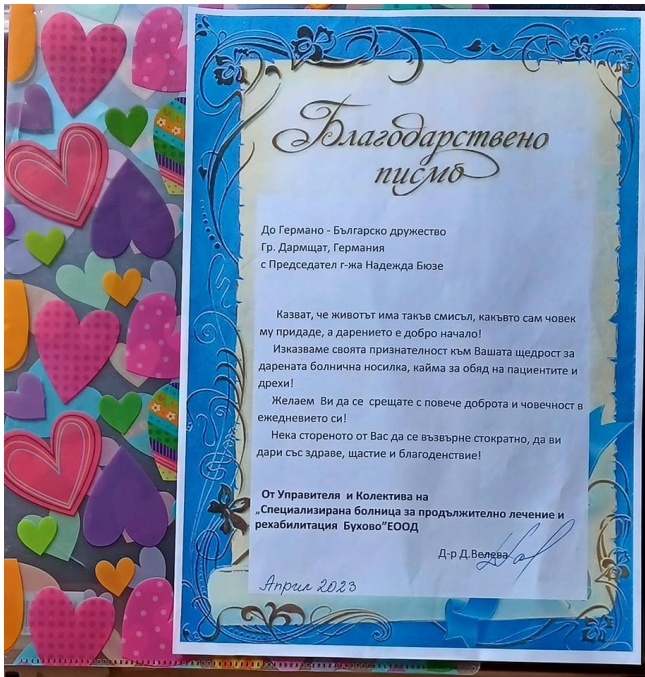 Благодарствено
писмо
До Германо - Българско дружество
Гр. Дармщат, Германия
с Председател г-жа Надежда Бюзе
Казват, че животът има такъв смисъл, какъвто сам човек
му придаде, а дарението е добро начало!
Изказваме своята признателност към Вашата щедрост за
дарената болнична носилка, кайма за обяд на пациентите и
дрехи!
Желаем Ви да се срещате с повече доброта и човечност в
ежедневието си!
Нека стореното от Вас да се възвърне стократно, да ви
дари със здраве, щастие и благоденствие!
От Управителя и Колектива на
„Специализирана болница за продължително лечение и
рехабилитация Бухово"ЕООД
Д-р Д.Велева
Април 2023